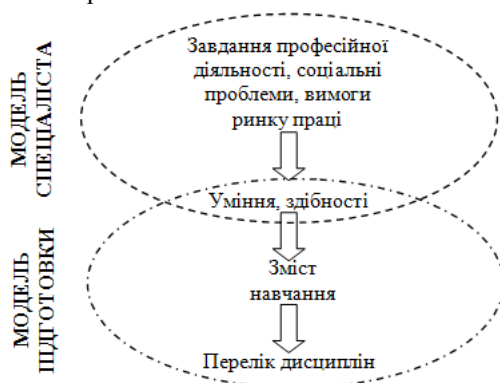 МОДЕЛЬ
СПЕЦІАЛІСТА
Завдання професійної
діяльності, соціальні
проблеми, вимоги
ринку праці
Уміння, здібності
МОДЕЛЬ
ПІДГОТОВКИ
Зміст
навчання
Перелік дисциплін